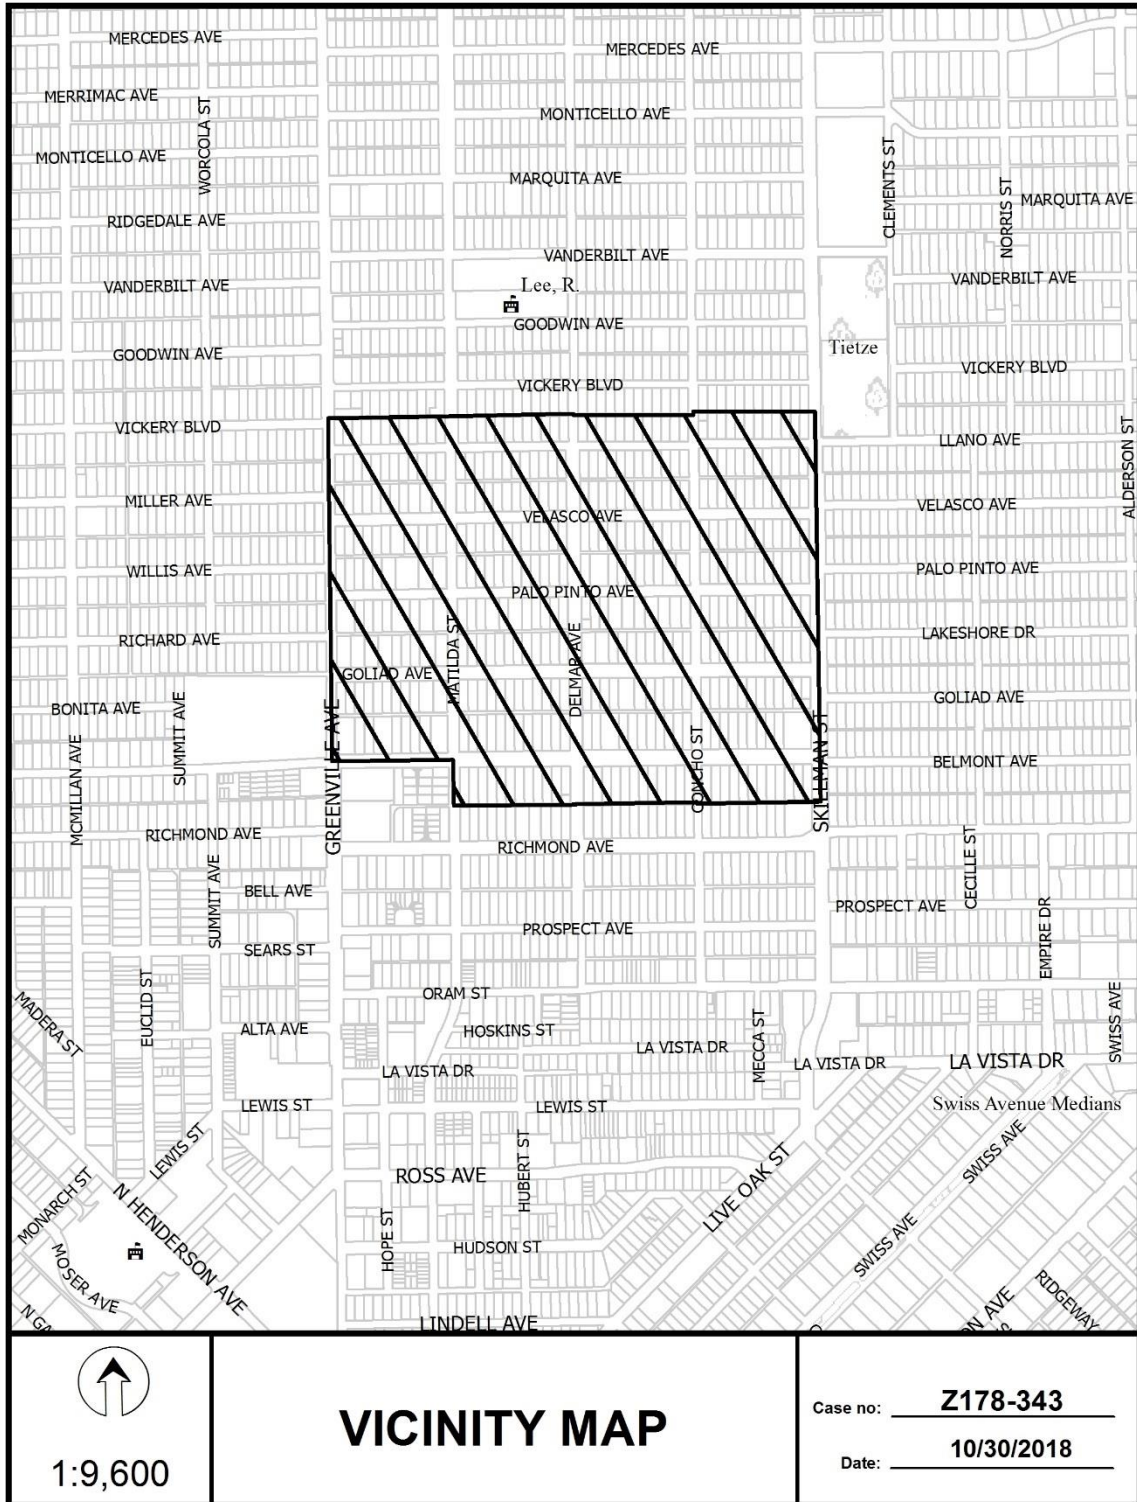 MERCEDES AVE
MERCEDES AVE
MERRIMAC AVE
WORCOLA ST
MONTICELLO AVE
MONTICELLO AVE
CLEMENTS ST
MARQUITA AVE
NORRIS ST
MARQUITA AVE
RIDGEDALE AVE
VANDERBILT AVE
VANDERBILT AVE
VANDERBILT AVE
Lee, R.
GOODWIN AVE
GOODWIN AVE
Tietze
VICKERY BLVD
VICKERY BLVD
VICKERY BLVD
LLANO AVE
ALDERSON ST
MILLER AVE
VELASCO AVE
VELASCO AVE
WILLIS AVE
PALO PINTO AVE
PALO PINTO AVE
RICHARD AVE
LAKESHORE DR
MATILDA ST
DELMAR AVE
GOLIAD AVE
GOLIAD AVE
BONITA AVE
SUMMIT AVE
MCMILLAN AVE
GREENVILLE AVE
CONCHO ST
SKILLMAN ST
BELMONT AVE
RICHMOND AVE
RICHMOND AVE
CECILLE ST
SUMMIT AVE
BELL AVE
PROSPECT AVE
PROSPECT AVE
EMPIRE DR
SEARS ST
EUCLID ST
ORAM ST
MADERA ST
ALTA AVE
HOSKINS ST
MECCA ST
SWISS AVE
LA VISTA DR
LA VISTA DR
LA VISTA DR
LA VISTA DR
LEWIS ST
LEWIS ST
Swiss Avenue Medians
LEWIS ST
HUBERT ST
ROSS AVE
LIVE OAK ST
SWISS AVE
MONARCH ST
N HENDERSON AVE
HOPE ST
HUDSON ST
SWISS AVE
MOSER AVE
RIDGEWAY
N GA
ON AVE
LINDELL AVE
1:9,600
VICINITY MAP
Case no: Z178-343
Date: 10/30/2018